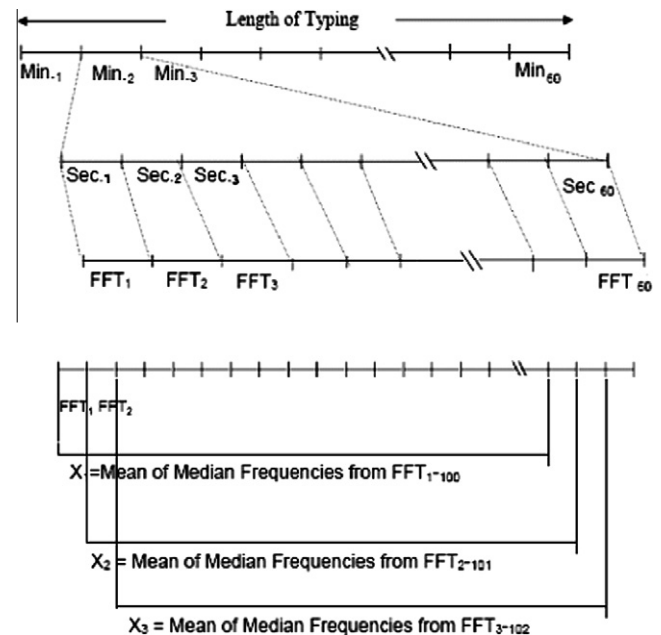 Length of Typing
Min.₁ Min.₂ Min.₃ Min₆₀
Sec.₁ Sec.₂ Sec.₃ Sec ₆₀
FFT₁ FFT₂ FFT₃ FFT ₆₀
FFT₁ FFT₂
X₁ =Mean of Median Frequencies from FFT₁₋₁₀₀
X₂ = Mean of Median Frequencies from FFT₂₋₁₀₁
X₃ = Mean of Median Frequencies from FFT₃₋₁₀₂